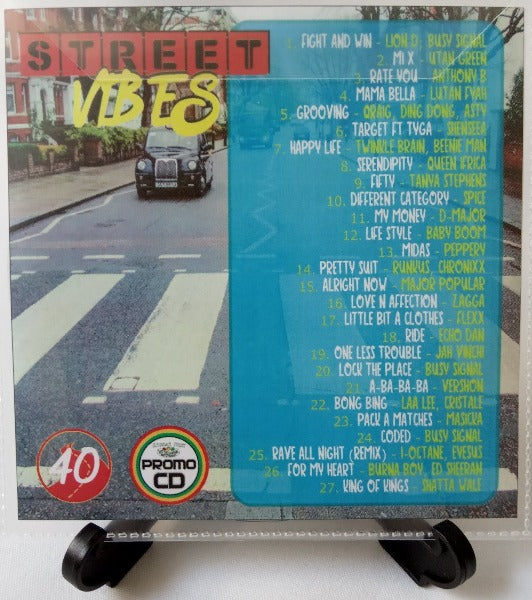 STREET
VIBES
1. FIGHT AND WIN - LION D, BUSY SIGNAL
2. MI X - UTAN GREEN
3. RATE YOU - ANTHONY B
4. MAMA BELLA - LUTAN FYAH
5. GROOVING - QRAIG, DING DONG, ASTY
6. TARGET FT TYGA - SHENSEEA
7. HAPPY LIFE - TWINKLE BRAIN, BEENIE MAN
8. SERENDIPITY - QUEEN IFRICA
9. FIFTY - TANYA STEPHENS
10. DIFFERENT CATEGORY - SPICE
11. MY MONEY - D-MAJOR
12. LIFE STYLE - BABY BOOM
13. MIDAS - PEPPERY
14. PRETTY SUIT - RUNKUS, CHRONIXX
15. ALRIGHT NOW - MAJOR POPULAR
16. LOVE N AFFECTION - ZAGGA
17. LITTLE BIT A CLOTHES - FLEXX
18. RIDE - ECHO DAN
19. ONE LESS TROUBLE - JAH VINCHI
20. LOCK THE PLACE - BUSY SIGNAL
21. A-BA-BA-BA - VERSHON
22. BONG BING - LAA LEE, CRISTALE
23. PACK A MATCHES - MASICKA
24. CODED - BUSY SIGNAL
25. RAVE ALL NIGHT (REMIX) - I-OCTANE, EVESUS
26. FOR MY HEART - BURNA BOY, ED SHEERAN
27. KING OF KINGS - SHATTA WALE
40
PROMO
CD